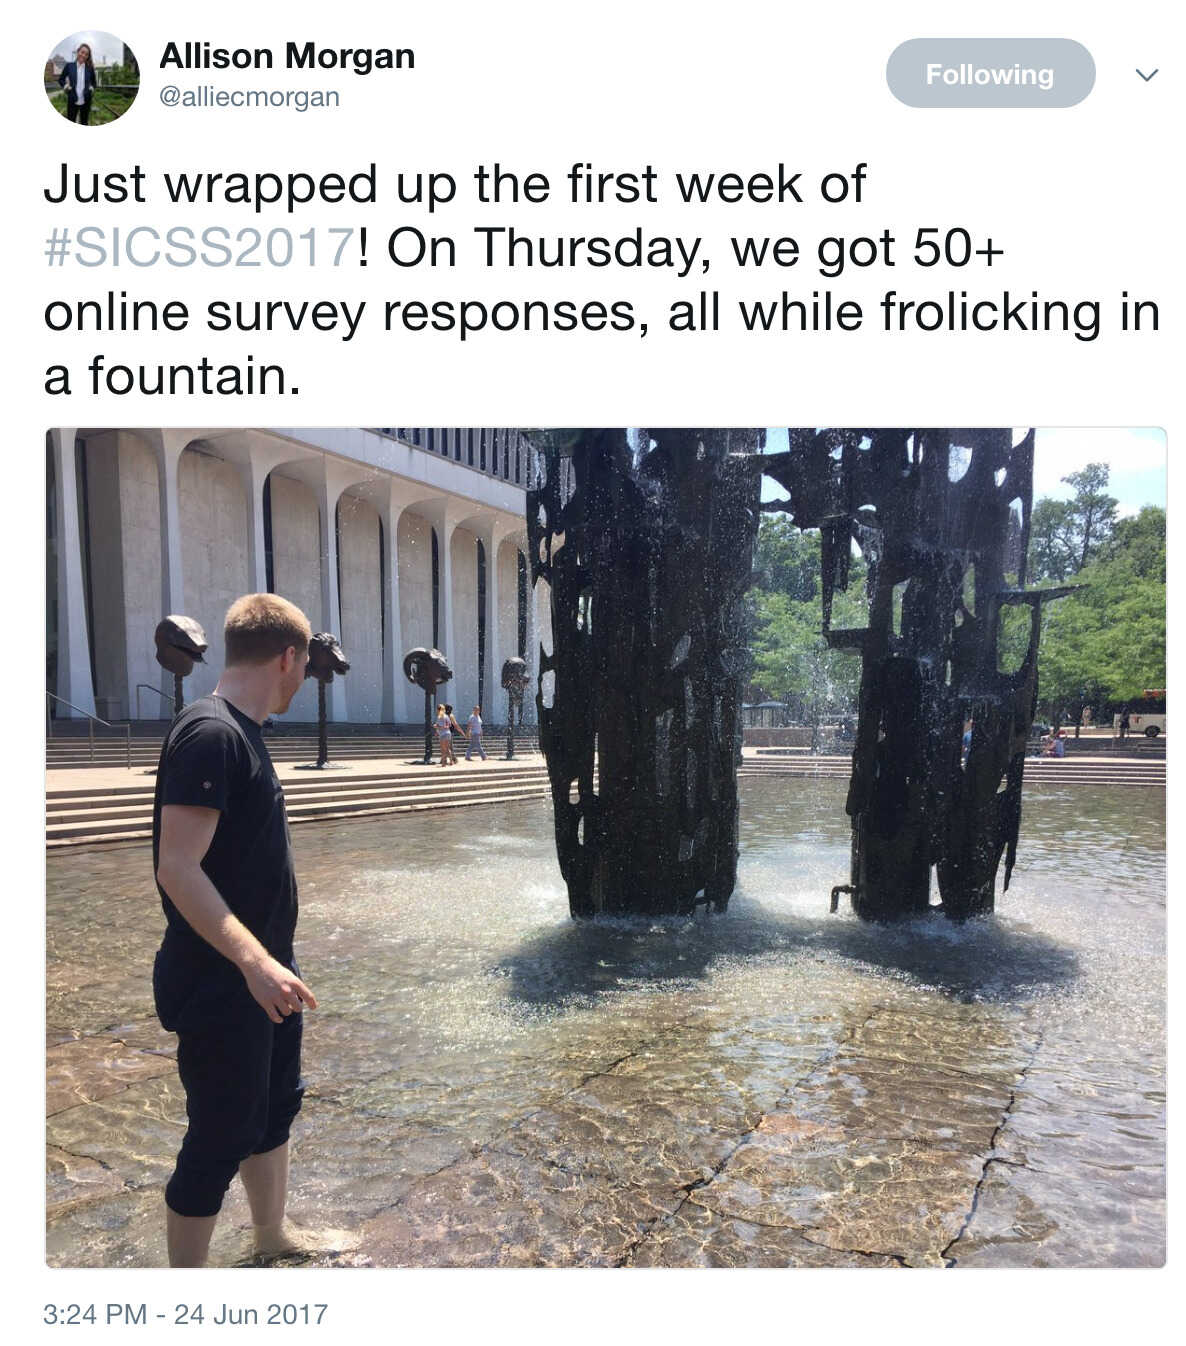 Allison Morgan
@alliecmorgan
Following
Just wrapped up the first week of
#SICSS2017! On Thursday, we got 50+
online survey responses, all while frolicking in
a fountain.
3:24 PM - 24 Jun 2017